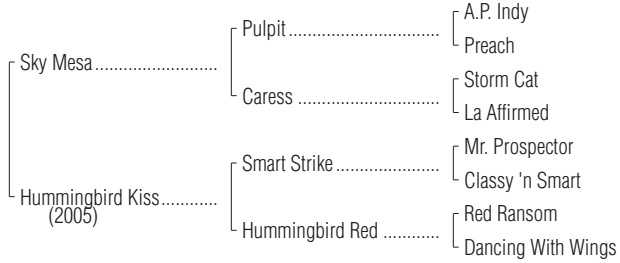 A.P. Indy
Pulpit
Preach
Sky Mesa
Storm Cat
Caress
La Affirmed
Mr. Prospector
Smart Strike
Classy 'n Smart
Hummingbird Kiss
(2005)
Red Ransom
Hummingbird Red
Dancing With Wings